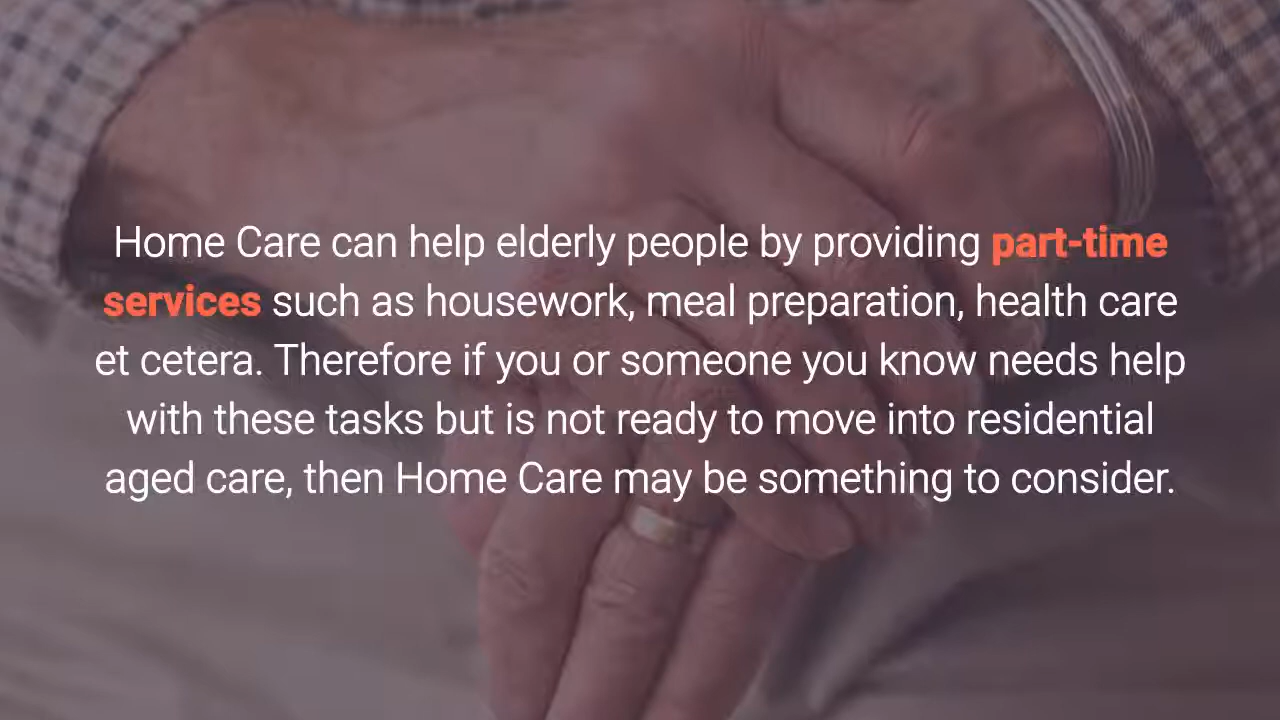 Home Care can help elderly people by providing part-time
services such as housework, meal preparation, health care
et cetera. Therefore if you or someone you know needs help
with these tasks but is not ready to move into residential
aged care, then Home Care may be something to consider.